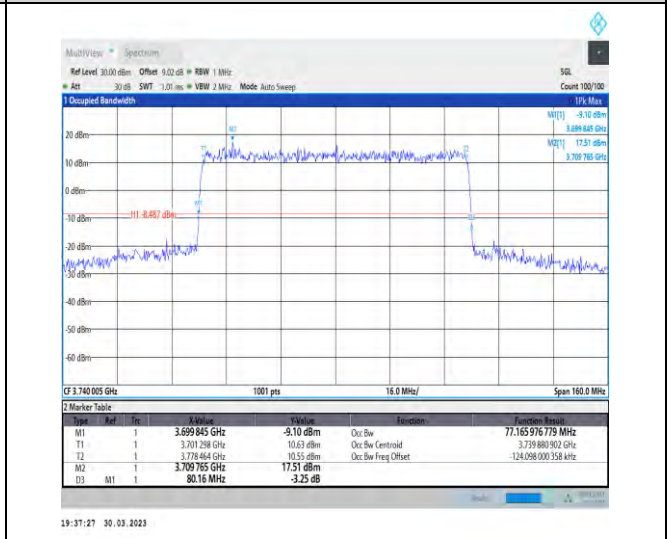 MultiView Spectrum
Ref Level 30.00 dBm Offset 9.02 dB RBW 1 MHz SGL
Att 30 dB SWT 1.01 ms VBW 2 MHz Mode Auto Sweep Count 100/100
1 Occupied Bandwidth 1Pk Max
M1[1] -9.10 dBm
3.699 845 GHz
M2[1] 17.51 dBm
3.709 765 GHz
20 dBm
M2
T1
T2
10 dBm
0 dBm
M1
-10 dBm
H1 -8.487 dBm
D3
-20 dBm
-30 dBm
-40 dBm
-50 dBm
-60 dBm
CF 3.740 005 GHz 1001 pts 16.0 MHz/ Span 160.0 MHz
2 Marker Table
Type Ref Trc X-Value Y-Value Function Function Result
M1 1 3.699 845 GHz -9.10 dBm Occ Bw 77.165 976 779 MHz
T1 1 3.701 298 GHz 10.63 dBm Occ Bw Centroid 3.739 880 902 GHz
T2 1 3.778 464 GHz 10.55 dBm Occ Bw Freq Offset -124.098 000 358 kHz
M2 1 3.709 765 GHz 17.51 dBm
D3 M1 1 80.16 MHz -3.25 dB
19:37:27 30.03.2023